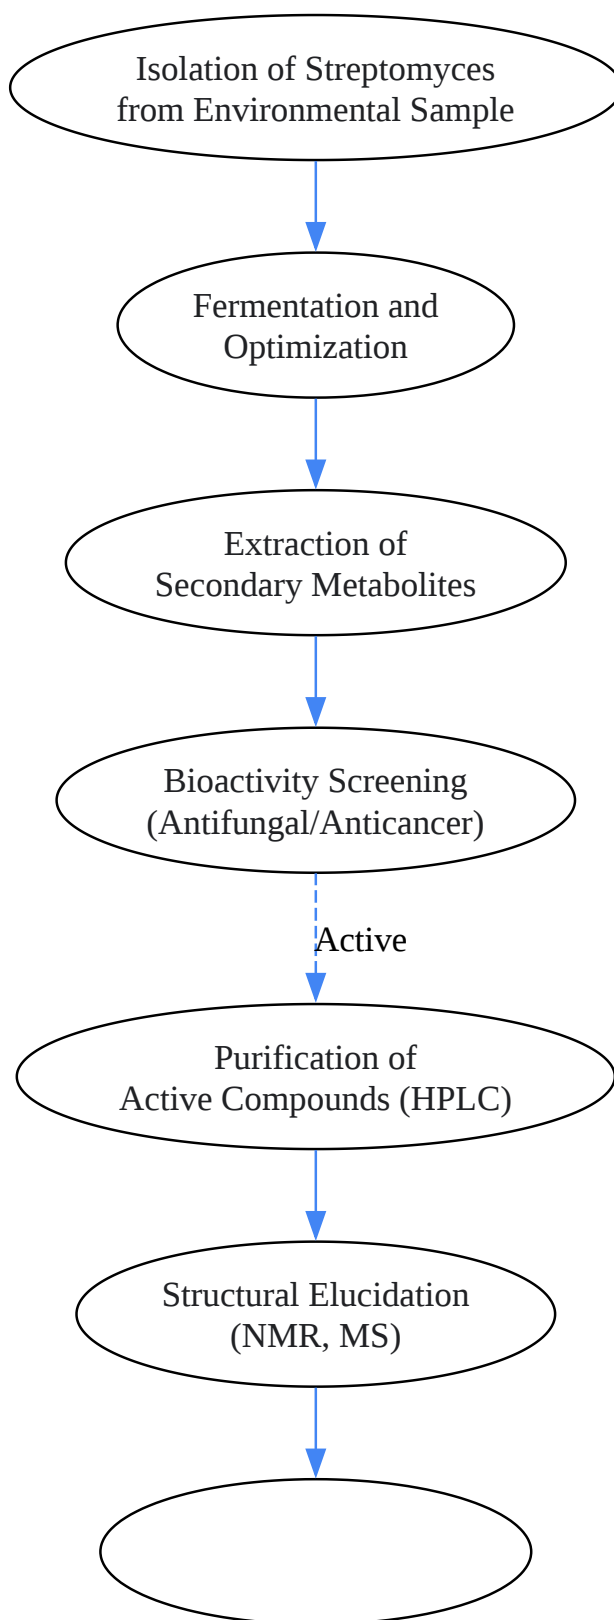 Isolation of Streptomyces
from Environmental Sample
Fermentation and
Optimization
Extraction of
Secondary Metabolites
Bioactivity Screening
(Antifungal/Anticancer)
Active
Purification of
Active Compounds (HPLC)
Structural Elucidation
(NMR, MS)